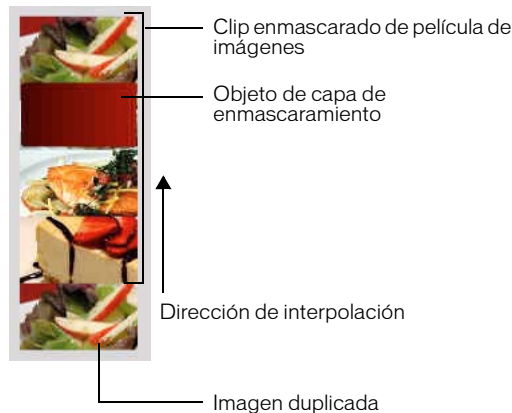 Clip enmascarado de película de
imágenes
Objeto de capa de
enmascaramiento
Dirección de interpolación
Imagen duplicada